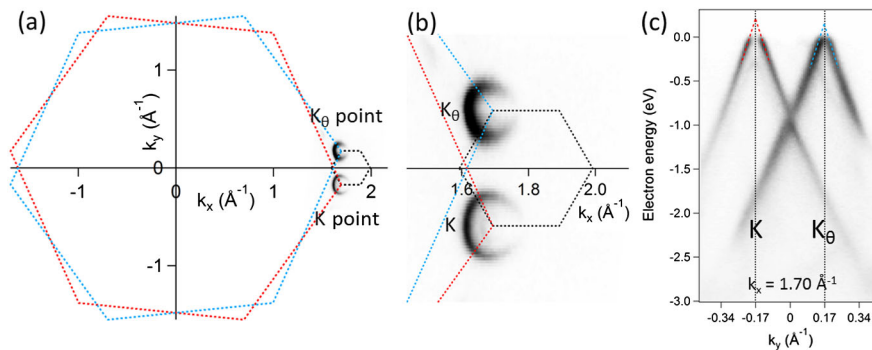 (a)
k_y (Å⁻¹)
1
0
-1
-1
0
1
2
k_x (Å⁻¹)
K_θ point
K point
(b)
K_θ
K
1.6
1.8
2.0
k_x (Å⁻¹)
(c)
Electron energy (eV)
0.0
-0.5
-1.0
-1.5
-2.0
-2.5
-3.0
K
K_θ
k_x = 1.70 Å⁻¹
-0.34
-0.17
0
0.17
0.34
k_y (Å⁻¹)